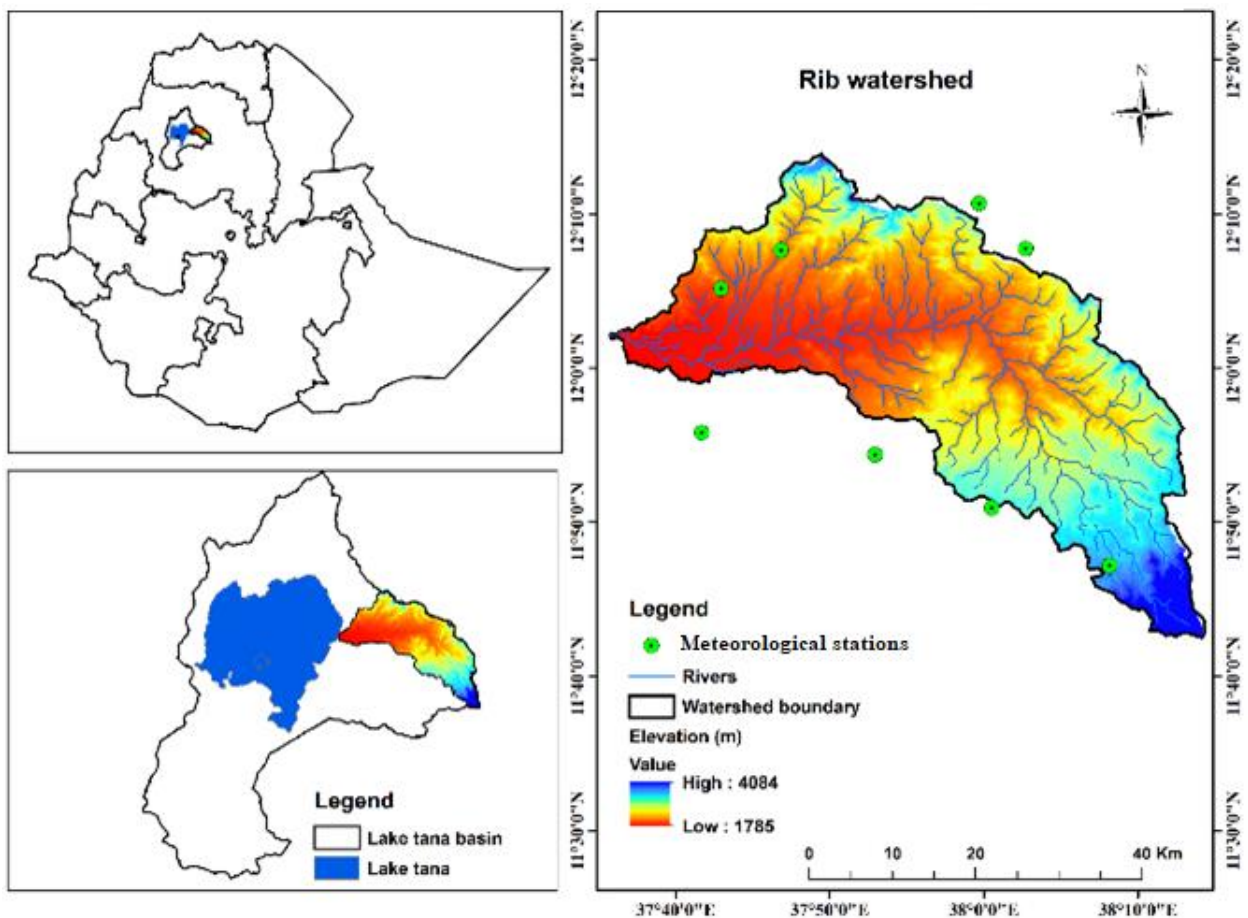 Rib watershed
N
Legend
Meteorological stations
Rivers
Watershed boundary
Elevation (m)
Value
High : 4084
Low : 1785
0 10 20 40 Km
12°20'0"N
12°10'0"N
12°0'0"N
11°50'0"N
11°40'0"N
11°30'0"N
12°20'0"N
12°10'0"N
12°0'0"N
11°50'0"N
11°40'0"N
11°30'0"N
37°40'0"E 37°50'0"E 38°0'0"E 38°10'0"E
Legend
Lake tana basin
Lake tana